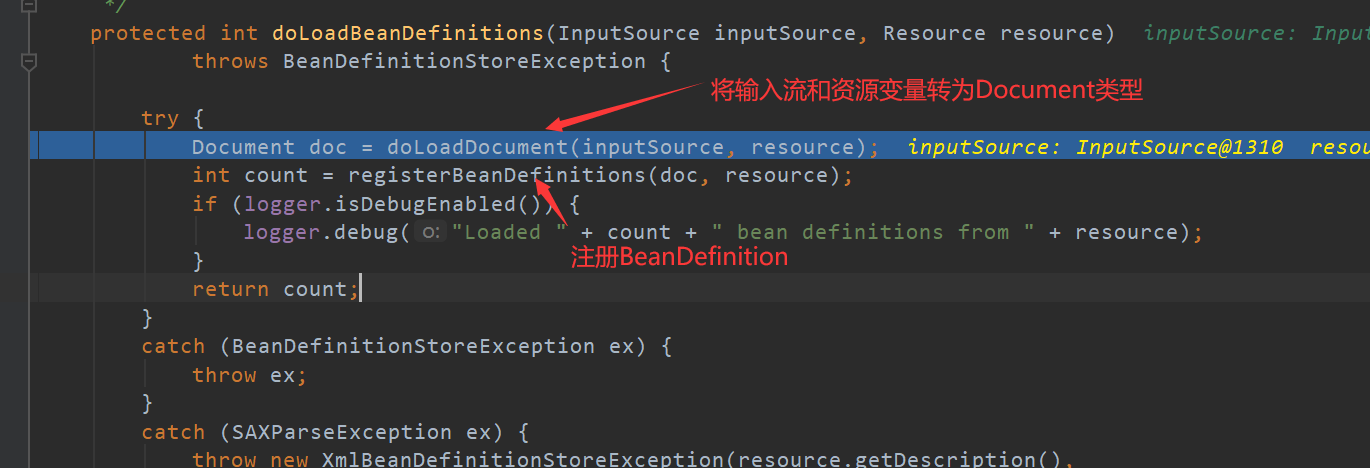 */
protected int doLoadBeanDefinitions(InputSource inputSource, Resource resource) inputSource: Input
throws BeanDefinitionStoreException {
将输入流和资源变量转为Document类型
try {
Document doc = doLoadDocument(inputSource, resource); inputSource: InputSource@1310 resou
int count = registerBeanDefinitions(doc, resource);
if (logger.isDebugEnabled()) {
logger.debug( o: "Loaded " + count + " bean definitions from " + resource);
}
注册BeanDefinition
return count;
}
catch (BeanDefinitionStoreException ex) {
throw ex;
}
catch (SAXParseException ex) {
throw new XmlBeanDefinitionStoreException(resource.getDescription(),